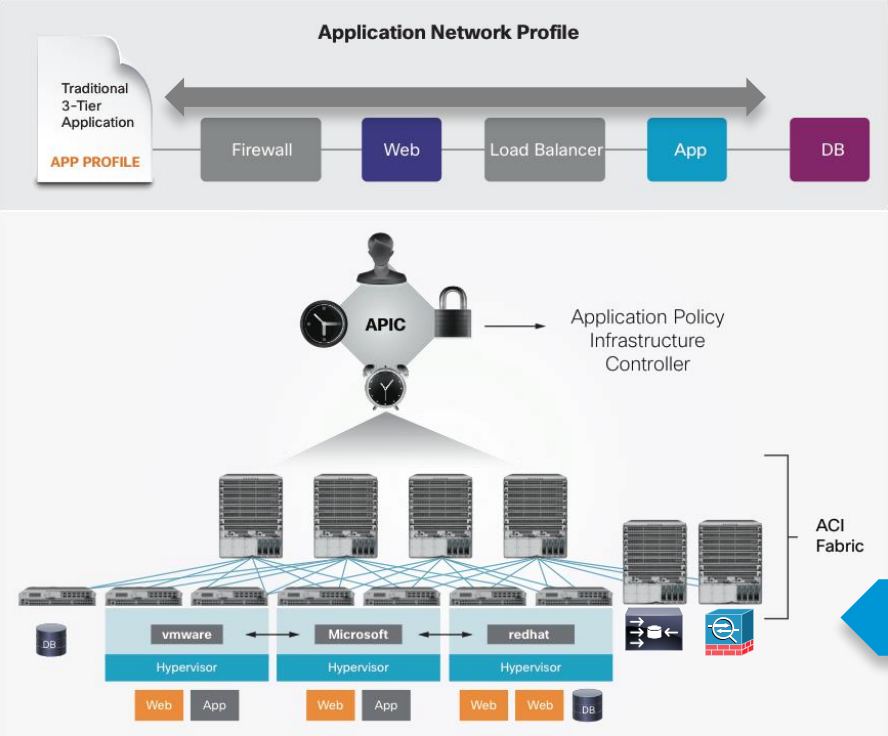 Application Network Profile
Traditional
3-Tier
Application
APP PROFILE
Firewall
Web
Load Balancer
App
DB
APIC
Application Policy
Infrastructure
Controller
ACI
Fabric
DB
vmware
Microsoft
redhat
Hypervisor
Hypervisor
Hypervisor
Web
App
Web
App
Web
Web
DB